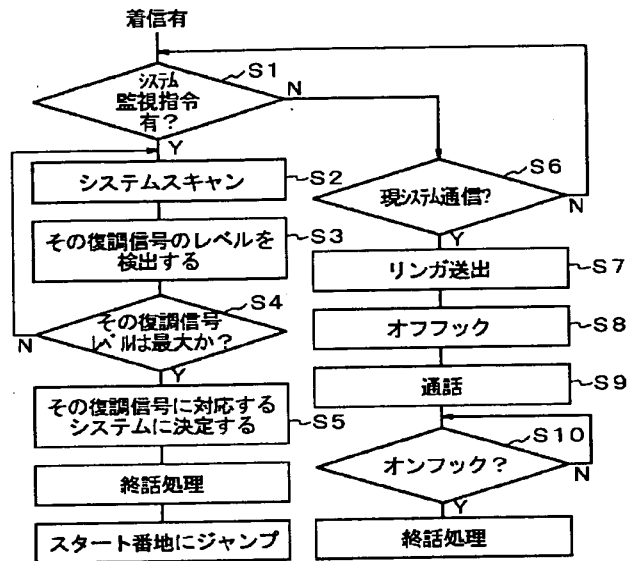 着信有
システム
監視指令
有?
S1
N
Y
システムスキャン
S2
その復調信号のレベルを
検出する
S3
その復調信号
レベルは最大か?
S4
N
Y
その復調信号に対応する
システムに決定する
S5
終話処理
スタート番地にジャンプ
現システム通信?
S6
N
Y
リンガ送出
S7
オフフック
S8
通話
S9
オンフック?
S10
N
Y
終話処理